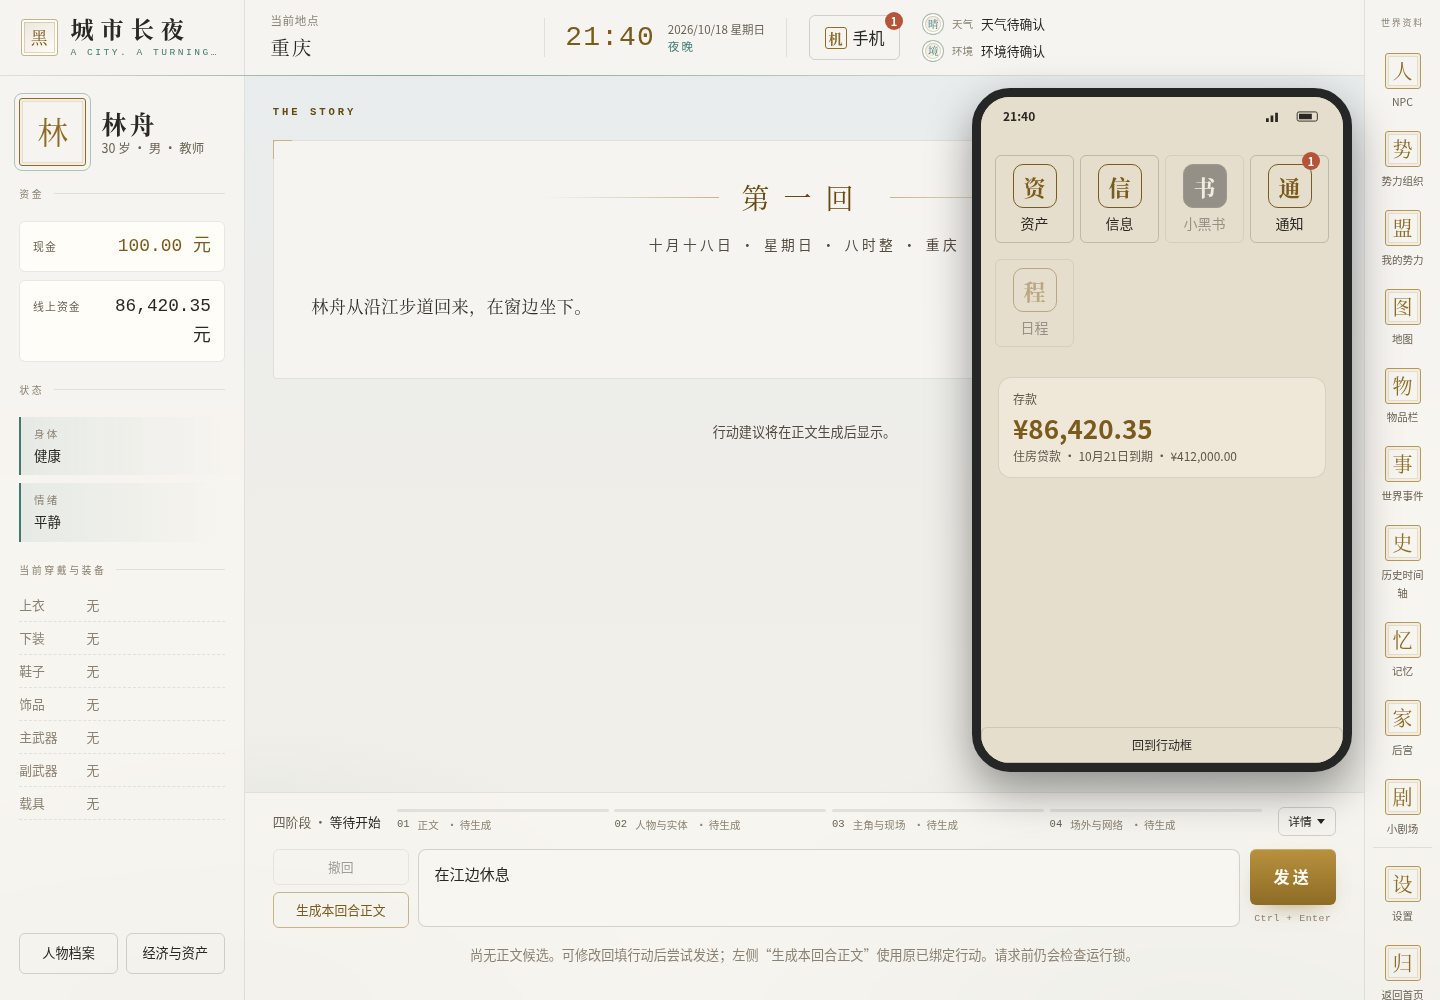 黑
城市长夜
A CITY. A TURNING…
当前地点
重庆
21:40
2026/10/18 星期日
夜晚
机 手机
1
晴 天气 天气待确认
境 环境 环境待确认
林
林舟
30 岁 · 男 · 教师
资金
现金 100.00 元
线上资金 86,420.35
元
状态
身体
健康
情绪
平静
当前穿戴与装备
上衣 无
下装 无
鞋子 无
饰品 无
主武器 无
副武器 无
载具 无
人物档案
经济与资产
THE STORY
第一回
十月十八日 · 星期日 · 八时整 · 重庆
林舟从沿江步道回来，在窗边坐下。
行动建议将在正文生成后显示。
21:40
资
资产
信
信息
书
小黑书
通
1
通知
程
日程
存款
¥86,420.35
住房贷款 · 10月21日到期 · ¥412,000.00
回到行动框
四阶段 · 等待开始
01 正文 · 待生成
02 人物与实体 · 待生成
03 主角与现场 · 待生成
04 场外与网络 · 待生成
详情
撤回
生成本回合正文
在江边休息
发送
Ctrl + Enter
尚无正文候选。可修改回填行动后尝试发送；左侧“生成本回合正文”使用原已绑定行动。请求前仍会检查运行锁。
世界资料
人
NPC
势
势力组织
盟
我的势力
图
地图
物
物品栏
事
世界事件
史
历史时间
轴
忆
记忆
家
后宫
剧
小剧场
设
设置
归
返回首页